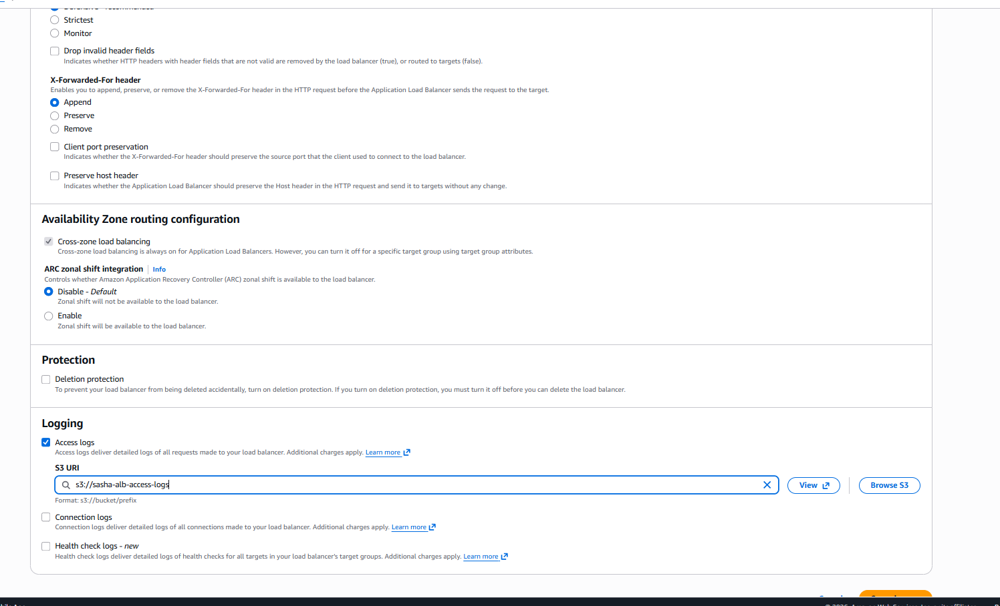 Strictest
Monitor
Drop invalid header fields
Indicates whether HTTP headers with header fields that are not valid are removed by the load balancer (true), or routed to targets (false).
X-Forwarded-For header
Enables you to append, preserve, or remove the X-Forwarded-For header in the HTTP request before the Application Load Balancer sends the request to the target.
Append
Preserve
Remove
Client port preservation
Indicates whether the X-Forwarded-For header should preserve the source port that the client used to connect to the load balancer.
Preserve host header
Indicates whether the Application Load Balancer should preserve the Host header in the HTTP request and send it to targets without any change.
Availability Zone routing configuration
Cross-zone load balancing
Cross-zone load balancing is always on for Application Load Balancers. However, you can turn it off for a specific target group using target group attributes.
ARC zonal shift integration Info
Controls whether Amazon Application Recovery Controller (ARC) zonal shift is available to the load balancer.
Disable - Default
Zonal shift will not be available to the load balancer.
Enable
Zonal shift will be available to the load balancer.
Protection
Deletion protection
To prevent your load balancer from being deleted accidentally, turn on deletion protection. If you turn on deletion protection, you must turn it off before you can delete the load balancer.
Logging
Access logs
Access logs deliver detailed logs of all requests made to your load balancer. Additional charges apply. Learn more
S3 URI
s3://sasha-alb-access-logs View Browse S3
Format: s3://bucket/prefix
Connection logs
Connection logs deliver detailed logs of all connections made to your load balancer. Additional charges apply. Learn more
Health check logs - new
Health check logs deliver detailed logs of health checks for all targets in your load balancer's target groups. Additional charges apply. Learn more